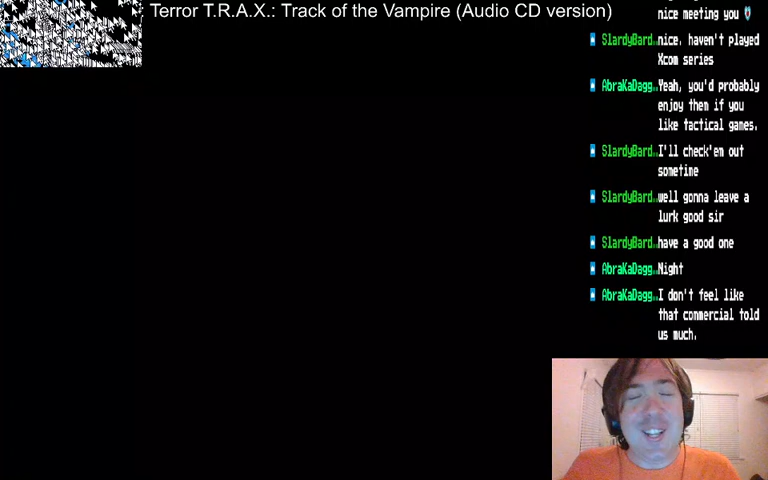 : Terror T.R.A.X.: Track of the Vampire (Audio CD version)
nice meeting you
SlardyBard.. nice. haven't played
Xcom series
AbraKaDagg.. Yeah, you'd probably
enjoy them if you
like tactical games.
SlardyBard.. I'll check'em out
sometime
SlardyBard.. well gonna leave a
lurk good sir
SlardyBard.. have a good one
AbraKaDagg.. Night
AbraKaDagg.. I don't feel like
that commercial told
us much.